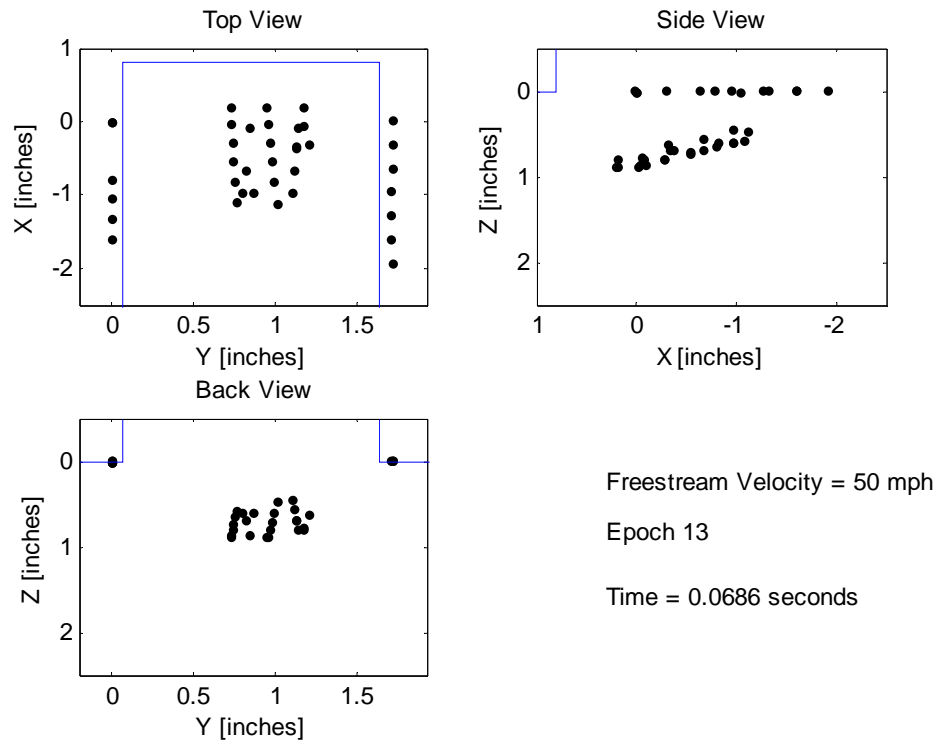 Top View
1
0
-1
-2
X [inches]
0
0.5
1
1.5
Y [inches]
Side View
0
1
2
Z [inches]
1
0
-1
-2
X [inches]
Back View
0
1
2
Z [inches]
0
0.5
1
1.5
Y [inches]
Freestream Velocity = 50 mph
Epoch 13
Time = 0.0686 seconds